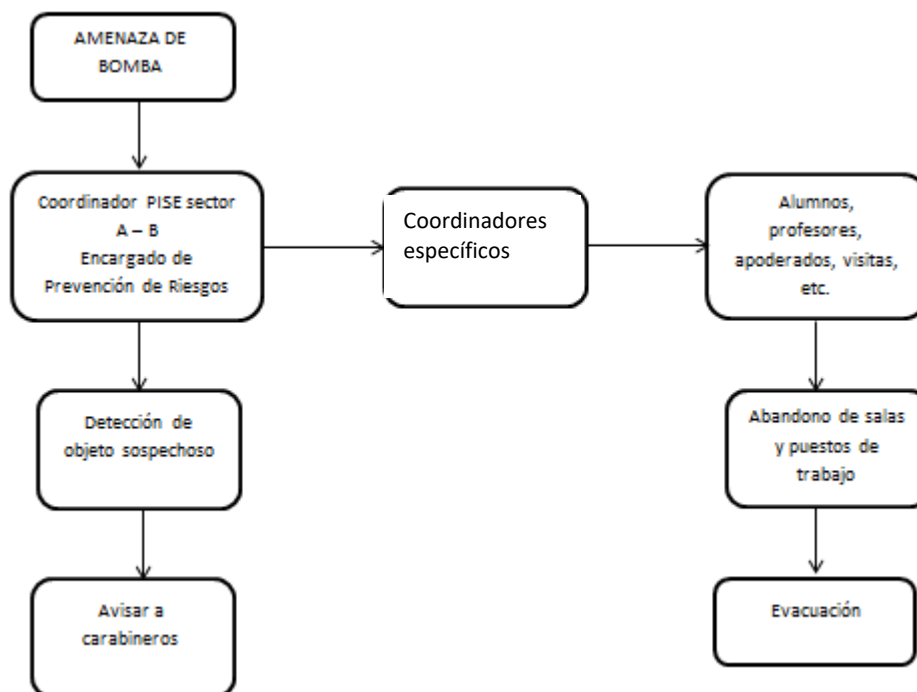 AMENAZA DE
BOMBA
Coordinador PISE sector
A – B
Encargado de
Prevención de Riesgos
Coordinadores
específicos
Alumnos,
profesores,
apoderados, visitas,
etc.
Detección de
objeto sospechoso
Abandono de salas
y puestos de
trabajo
Avisar a
carabineros
Evacuación